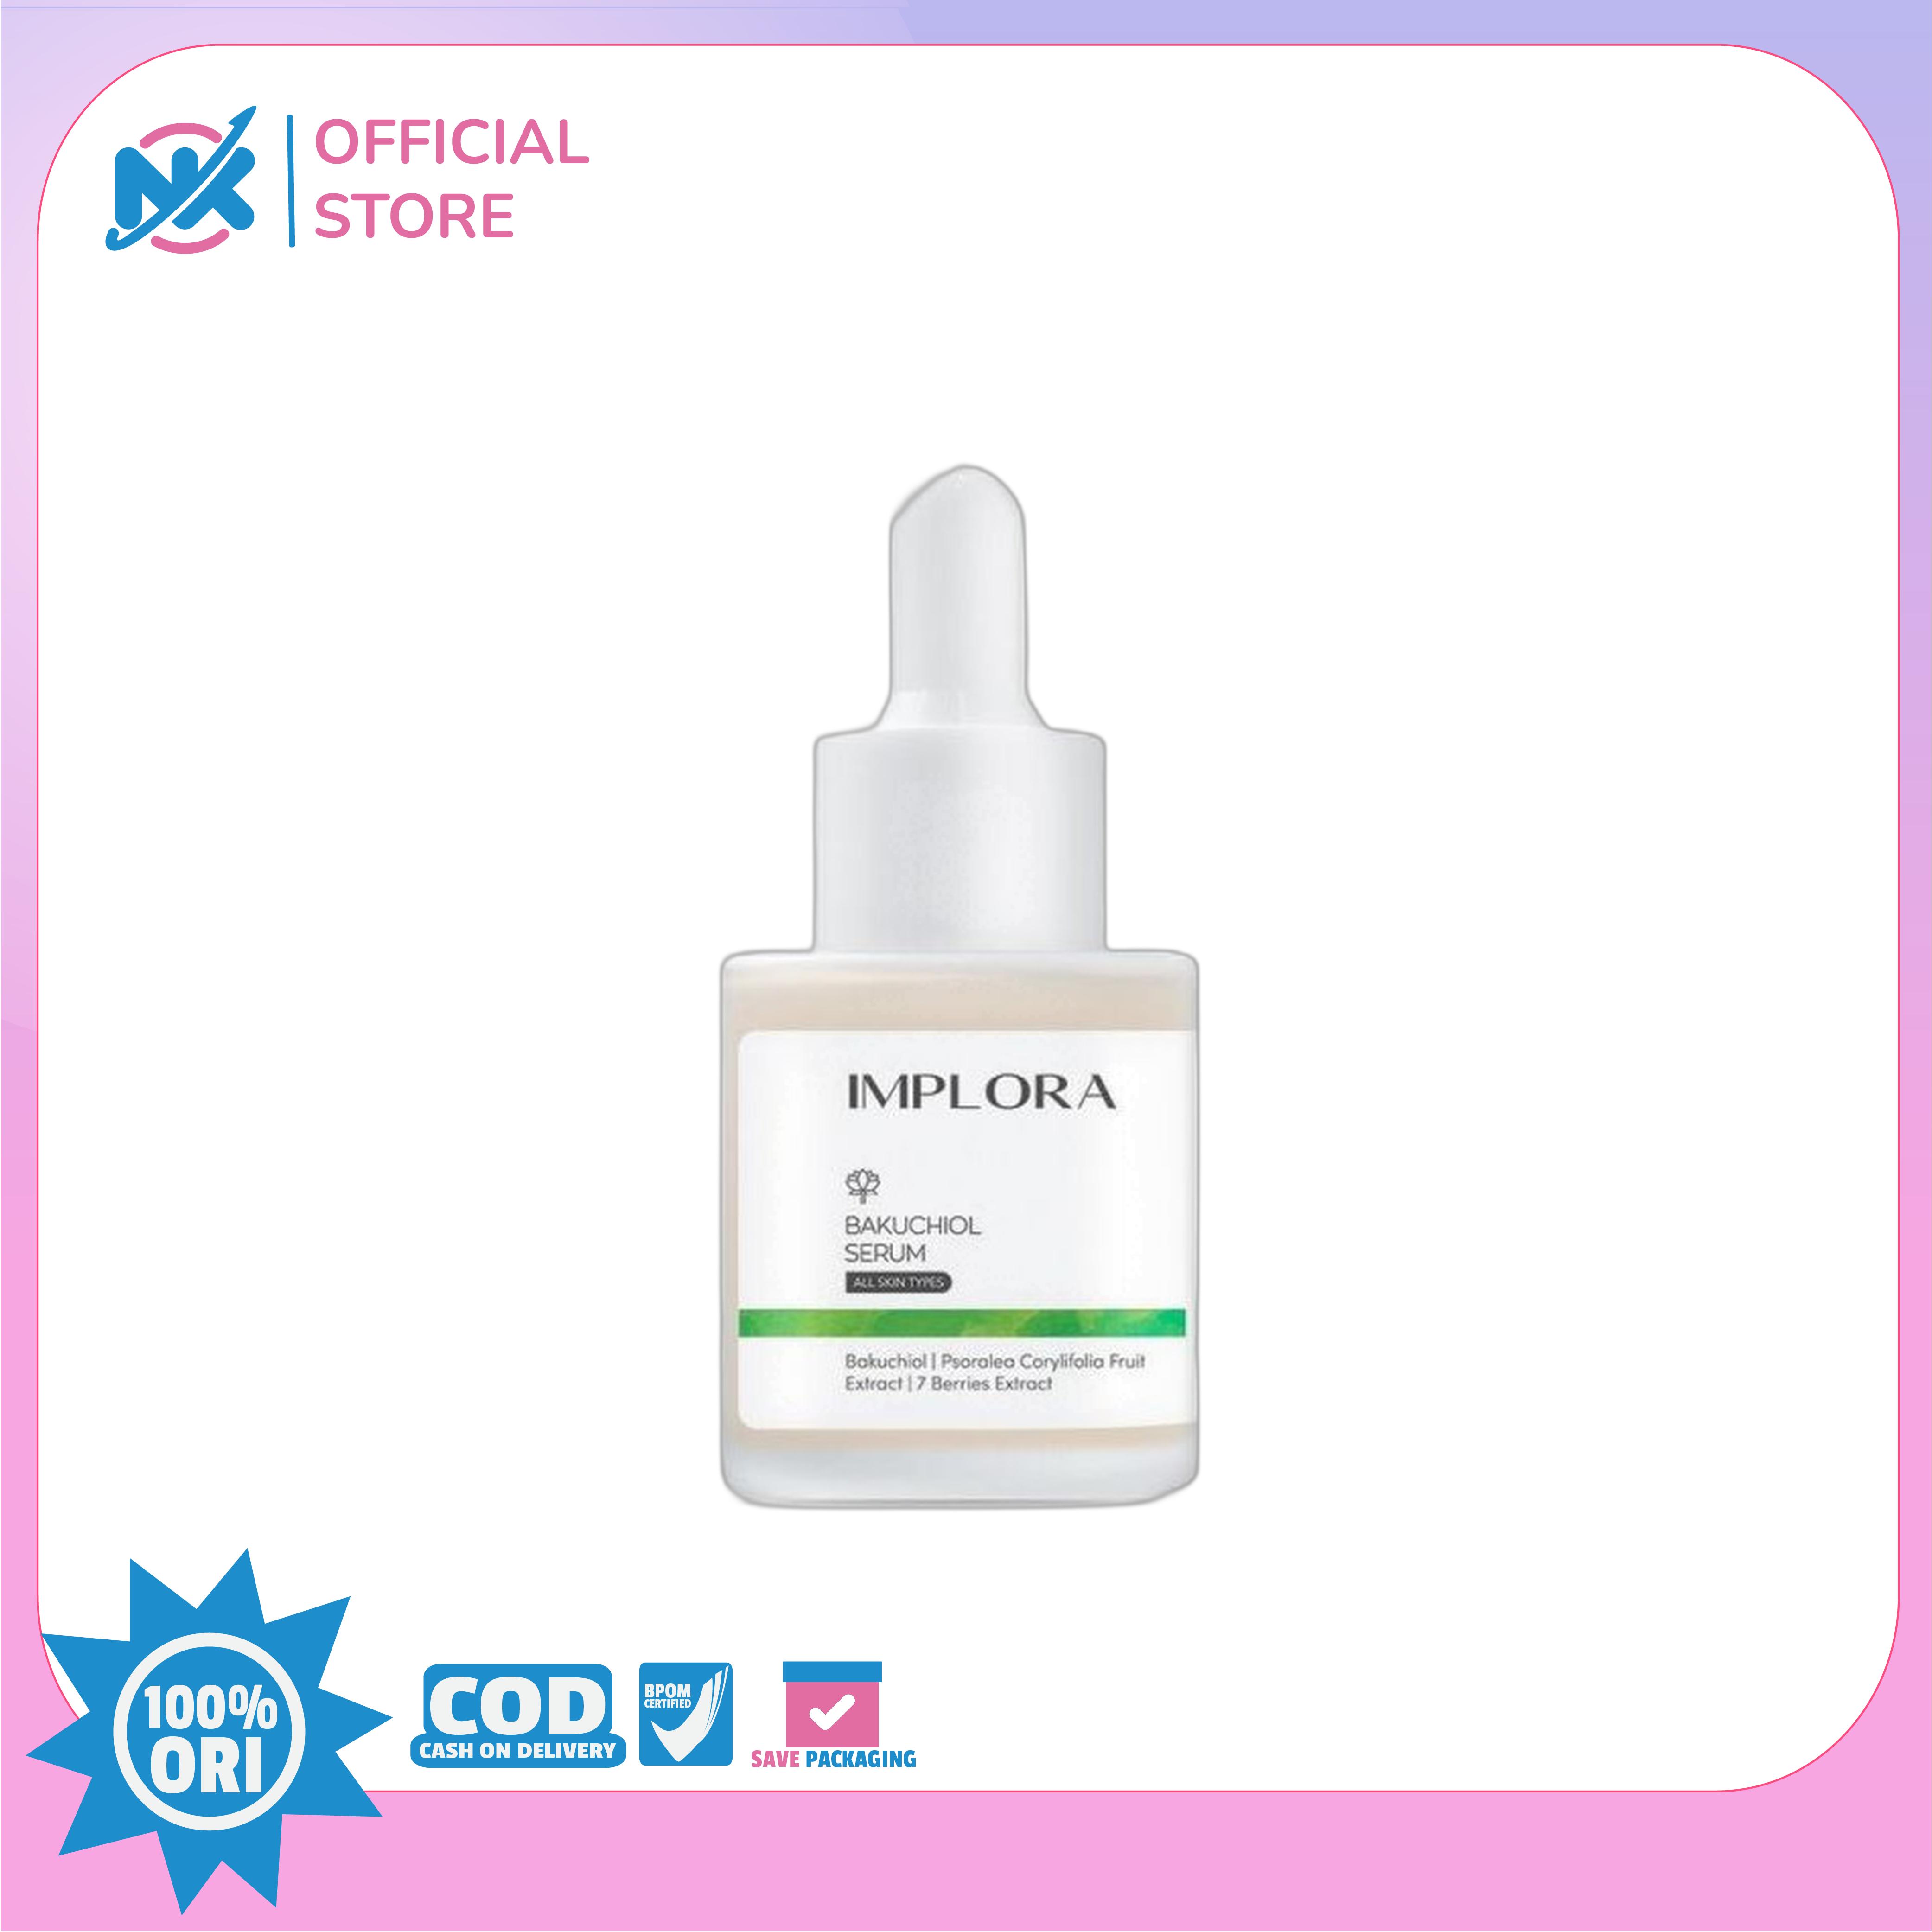 NK
OFFICIAL
STORE
IMPLORA
BAKUCHIOL
SERUM
ALL SKIN TYPES
Bakuchiol | Psoralea Corylifolia Fruit
Extract | 7 Berries Extract
100%
ORI
COD
CASH ON DELIVERY
BPOM
CERTIFIED
SAVE PACKAGING